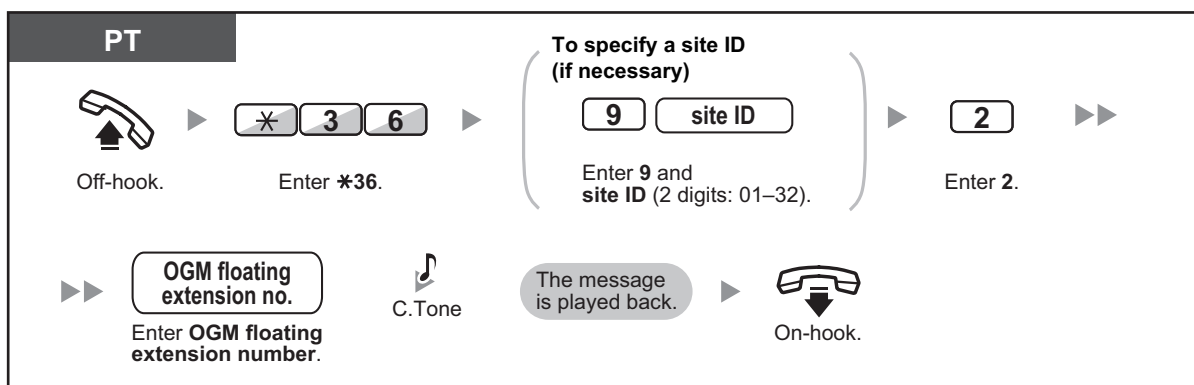 PT
To specify a site ID
(if necessary)
✳ 3 6
9 site ID
2
Off-hook.
Enter ✳36.
Enter 9 and
site ID (2 digits: 01–32).
Enter 2.
OGM floating
extension no.
C.Tone
The message
is played back.
Enter OGM floating
extension number.
On-hook.